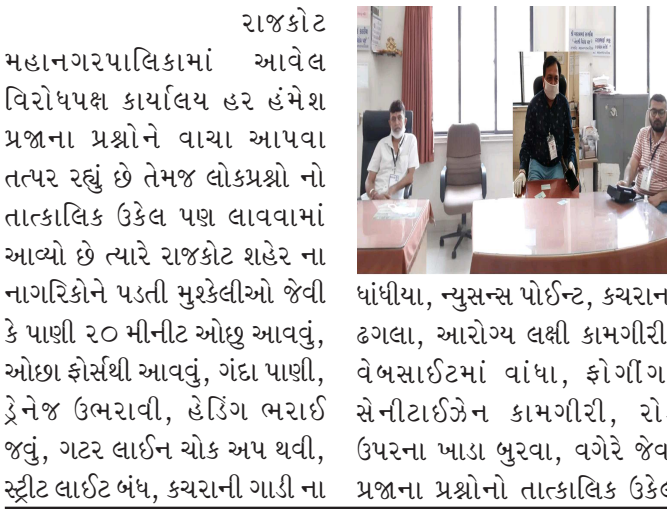 રાજકોટ
મહાનગરપાલિકામાં આવેલ
વિરોધપક્ષ કાર્યાલય હર હંમેશ
પ્રજાના પ્રશ્નોને વાચા આપવા
તત્પર રહ્યું છે તેમજ લોકપ્રશ્નો નો
તાત્કાલિક ઉકેલ પણ લાવવામાં
આવ્યો છે ત્યારે રાજકોટ શહેર ના
નાગરિકોને પડતી મુશ્કેલીઓ જેવી
કે પાણી ૨૦ મીનીટ ઓછુ આવવું,
ઓછા ફોર્સથી આવવું, ગંદા પાણી,
ડ્રેનેજ ઉભરાવી, હેડિંગ ભરાઈ
જવું, ગટર લાઈન ચોક અપ થવી,
સ્ટ્રીટ લાઈટ બંધ, કચરાની ગાડી ના
ધાંધીયા, ન્યુસન્સ પોઈન્ટ, કચરાન
ઢગલા, આરોગ્ય લક્ષી કામગીરી
વેબસાઈટમાં વાંધા, ફોગીંગ
સેનીટાઈઝેન કામગીરી, રો
ઉપરના ખાડા બુરવા, વગેરે જેવ
પ્રજાના પ્રશ્નોનો તાત્કાલિક ઉકેલ